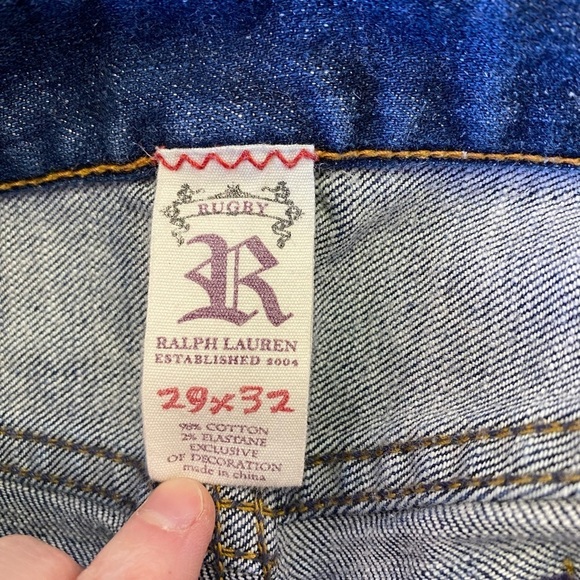 RUGBY
R
RALPH LAUREN
ESTABLISHED 2004
29x32
98% COTTON
2% ELASTANE
EXCLUSIVE
OF DECORATION
made in china